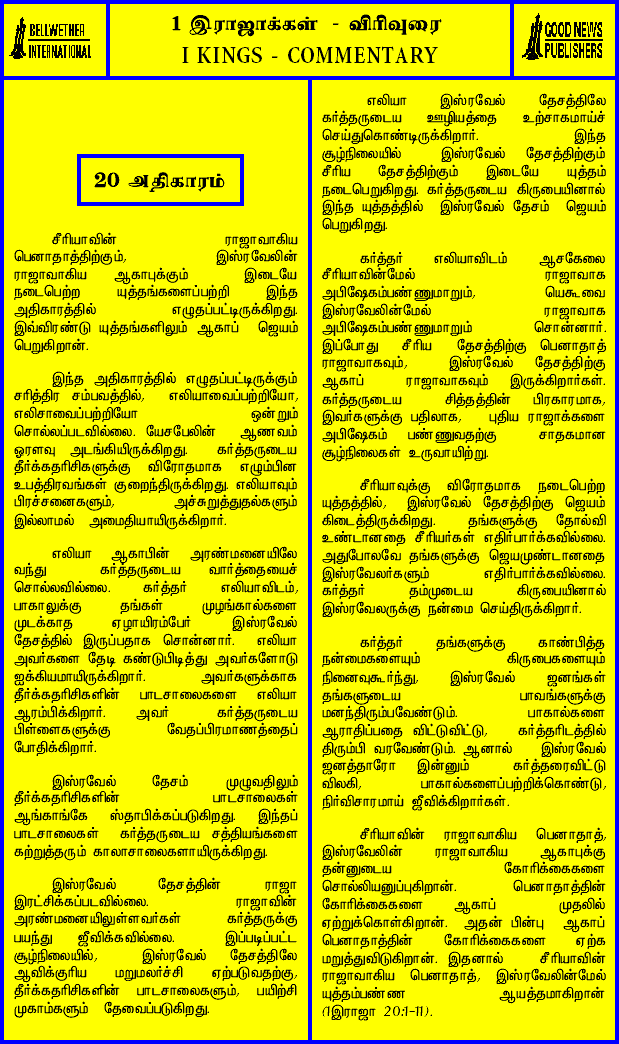 BELLWETHER
INTERNATIONAL
1 இராஜாக்கள் - விரிவுரை
I KINGS - COMMENTARY
GOOD NEWS
PUBLISHERS
20 அதிகாரம்
சீரியாவின் ராஜாவாகிய
பெனாதாத்திற்கும், இஸ்ரவேலின்
ராஜாவாகிய ஆகாபுக்கும் இடையே
நடைபெற்ற யுத்தங்களைப்பற்றி இந்த
அதிகாரத்தில் எழுதப்பட்டிருக்கிறது.
இவ்விரண்டு யுத்தங்களிலும் ஆகாப் ஜெயம்
பெறுகிறான்.
இந்த அதிகாரத்தில் எழுதப்பட்டிருக்கும்
சரித்திர சம்பவத்தில், எலியாவைப்பற்றியோ,
எலிசாவைப்பற்றியோ ஒன்றும்
சொல்லப்படவில்லை. யேசபேலின் ஆணவம்
ஓரளவு அடங்கியிருக்கிறது. கர்த்தருடைய
தீர்க்கதரிசிகளுக்கு விரோதமாக எழும்பின
உபத்திரவங்கள் குறைந்திருக்கிறது. எலியாவும்
பிரச்சனைகளும், அச்சுறுத்துதல்களும்
இல்லாமல் அமைதியாயிருக்கிறார்.
எலியா ஆகாபின் அரண்மனையிலே
வந்து கர்த்தருடைய வார்த்தையைச்
சொல்லவில்லை. கர்த்தர் எலியாவிடம்,
பாகாலுக்கு தங்கள் முழங்கால்களை
முடக்காத ஏழாயிரம்பேர் இஸ்ரவேல்
தேசத்தில் இருப்பதாக சொன்னார். எலியா
அவர்களை தேடி கண்டுபிடித்து அவர்களோடு
ஐக்கியமாயிருக்கிறார். அவர்களுக்காக
தீர்க்கதரிசிகளின் பாடசாலைகளை எலியா
ஆரம்பிக்கிறார். அவர் கர்த்தருடைய
பிள்ளைகளுக்கு வேதப்பிரமாணத்தைப்
போதிக்கிறார்.
இஸ்ரவேல் தேசம் முழுவதிலும்
தீர்க்கதரிசிகளின் பாடசாலைகள்
ஆங்காங்கே ஸ்தாபிக்கப்படுகிறது. இந்தப்
பாடசாலைகள் கர்த்தருடைய சத்தியங்களை
கற்றுத்தரும் காலாசாலைகளாயிருக்கிறது.
இஸ்ரவேல் தேசத்தின் ராஜா
இரட்சிக்கப்படவில்லை. ராஜாவின்
அரண்மனையிலுள்ளவர்கள் கர்த்தருக்கு
பயந்து ஜீவிக்கவில்லை. இப்படிப்பட்ட
சூழ்நிலையில், இஸ்ரவேல் தேசத்திலே
ஆவிக்குரிய மறுமலர்ச்சி ஏற்படுவதற்கு,
தீர்க்கதரிசிகளின் பாடசாலைகளும், பயிற்சி
முகாம்களும் தேவைப்படுகிறது.
எலியா இஸ்ரவேல் தேசத்திலே
கர்த்தருடைய ஊழியத்தை உற்சாகமாய்ச்
செய்துகொண்டிருக்கிறார். இந்த
சூழ்நிலையில் இஸ்ரவேல் தேசத்திற்கும்
சீரிய தேசத்திற்கும் இடையே யுத்தம்
நடைபெறுகிறது. கர்த்தருடைய கிருபையினால்
இந்த யுத்தத்தில் இஸ்ரவேல் தேசம் ஜெயம்
பெறுகிறது.
கர்த்தர் எலியாவிடம் ஆசகேலை
சீரியாவின்மேல் ராஜாவாக
அபிஷேகம்பண்ணுமாறும், யெகூவை
இஸ்ரவேலின்மேல் ராஜாவாக
அபிஷேகம்பண்ணுமாறும் சொன்னார்.
இப்போது சீரிய தேசத்திற்கு பெனாதாத்
ராஜாவாகவும், இஸ்ரவேல் தேசத்திற்கு
ஆகாப் ராஜாவாகவும் இருக்கிறார்கள்.
கர்த்தருடைய சித்தத்தின் பிரகாரமாக,
இவர்களுக்கு பதிலாக, புதிய ராஜாக்களை
அபிஷேகம் பண்ணுவதற்கு சாதகமான
சூழ்நிலைகள் உருவாயிற்று.
சீரியாவுக்கு விரோதமாக நடைபெற்ற
யுத்தத்தில், இஸ்ரவேல் தேசத்திற்கு ஜெயம்
கிடைத்திருக்கிறது. தங்களுக்கு தோல்வி
உண்டானதை சீரியர்கள் எதிர்பார்க்கவில்லை.
அதுபோலவே தங்களுக்கு ஜெயமுண்டானதை
இஸ்ரவேலர்களும் எதிர்பார்க்கவில்லை.
கர்த்தர் தம்முடைய கிருபையினால்
இஸ்ரவேலருக்கு நன்மை செய்திருக்கிறார்.
கர்த்தர் தங்களுக்கு காண்பித்த
நன்மைகளையும் கிருபைகளையும்
நினைவுகூர்ந்து, இஸ்ரவேல் ஜனங்கள்
தங்களுடைய பாவங்களுக்கு
மனந்திரும்பவேண்டும். பாகால்களை
ஆராதிப்பதை விட்டுவிட்டு, கர்த்தரிடத்தில்
திரும்பி வரவேண்டும். ஆனால் இஸ்ரவேல்
ஜனத்தாரோ இன்னும் கர்த்தரைவிட்டு
விலகி, பாகால்களைப்பற்றிக்கொண்டு,
நிர்விசாரமாய் ஜீவிக்கிறார்கள்.
சீரியாவின் ராஜாவாகிய பெனாதாத்,
இஸ்ரவேலின் ராஜாவாகிய ஆகாபுக்கு
தன்னுடைய கோரிக்கைகளை
சொல்லியனுப்புகிறான். பெனாதாத்தின்
கோரிக்கைகளை ஆகாப் முதலில்
ஏற்றுக்கொள்கிறான். அதன் பின்பு ஆகாப்
பெனாதாத்தின் கோரிக்கைகளை ஏற்க
மறுத்துவிடுகிறான். இதனால் சீரியாவின்
ராஜாவாகிய பெனாதாத், இஸ்ரவேலின்மேல்
யுத்தம்பண்ண ஆயத்தமாகிறான்
(1இராஜா 20:1-11).